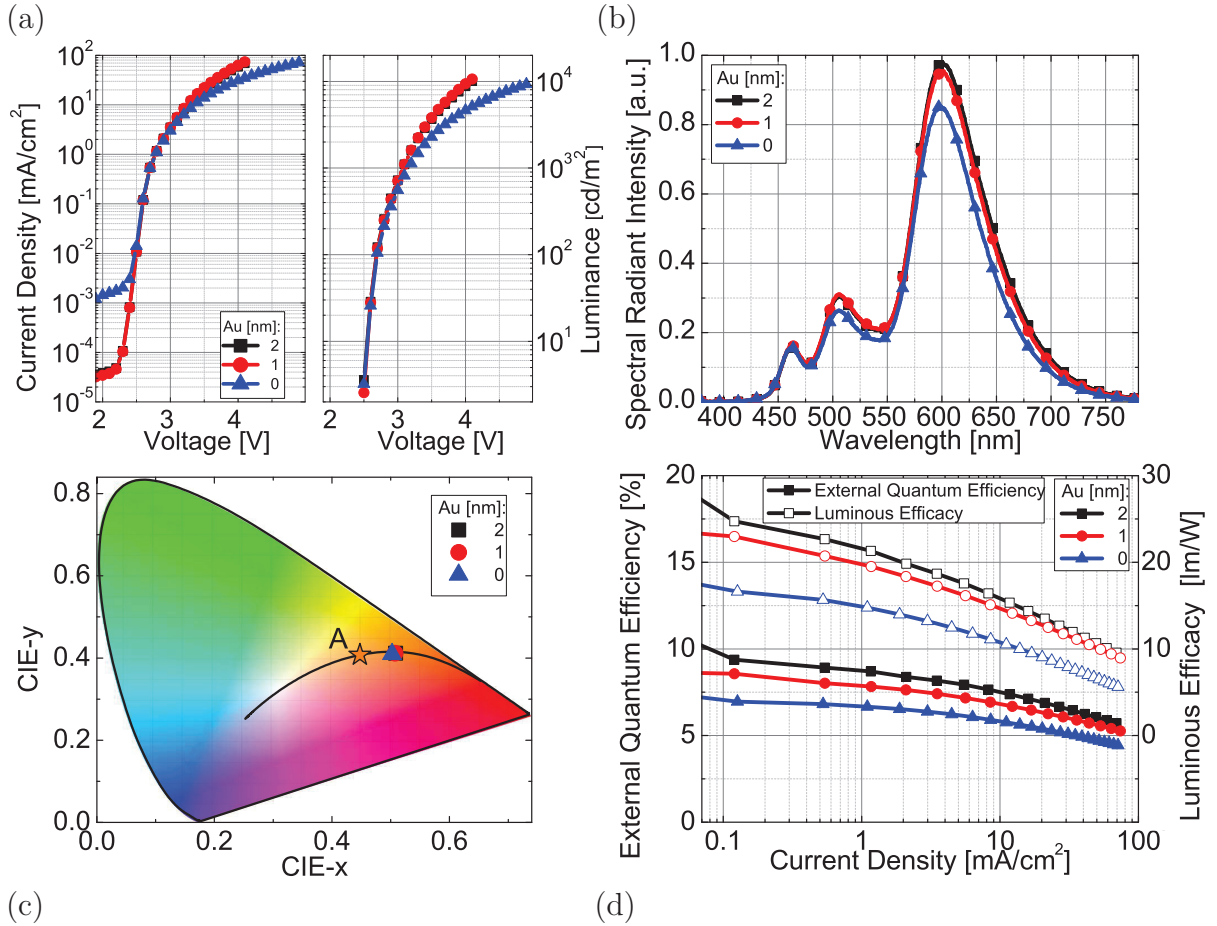 (a)
Current Density [mA/cm²]
10²
10¹
10⁰
10⁻¹
10⁻²
10⁻³
10⁻⁴
10⁻⁵
Au [nm]:
2
1
0
2 3 4
Voltage [V]
10⁴
10³
10²
10¹
Luminance [cd/m²]
2 3 4
Voltage [V]
(b)
Spectral Radiant Intensity [a.u.]
1.0
0.8
0.6
0.4
0.2
0.0
Au [nm]:
2
1
0
400 450 500 550 600 650 700 750
Wavelength [nm]
CIE-y
0.8
0.6
0.4
0.2
0.0
A
Au [nm]:
2
1
0
0.0 0.2 0.4 0.6
CIE-x
(c)
External Quantum Efficiency [%]
20
15
10
5
0
External Quantum Efficiency
Luminous Efficacy
Au [nm]:
2
1
0
30
20
10
0
Luminous Efficacy [lm/W]
0.1 1 10 100
Current Density [mA/cm²]
(d)